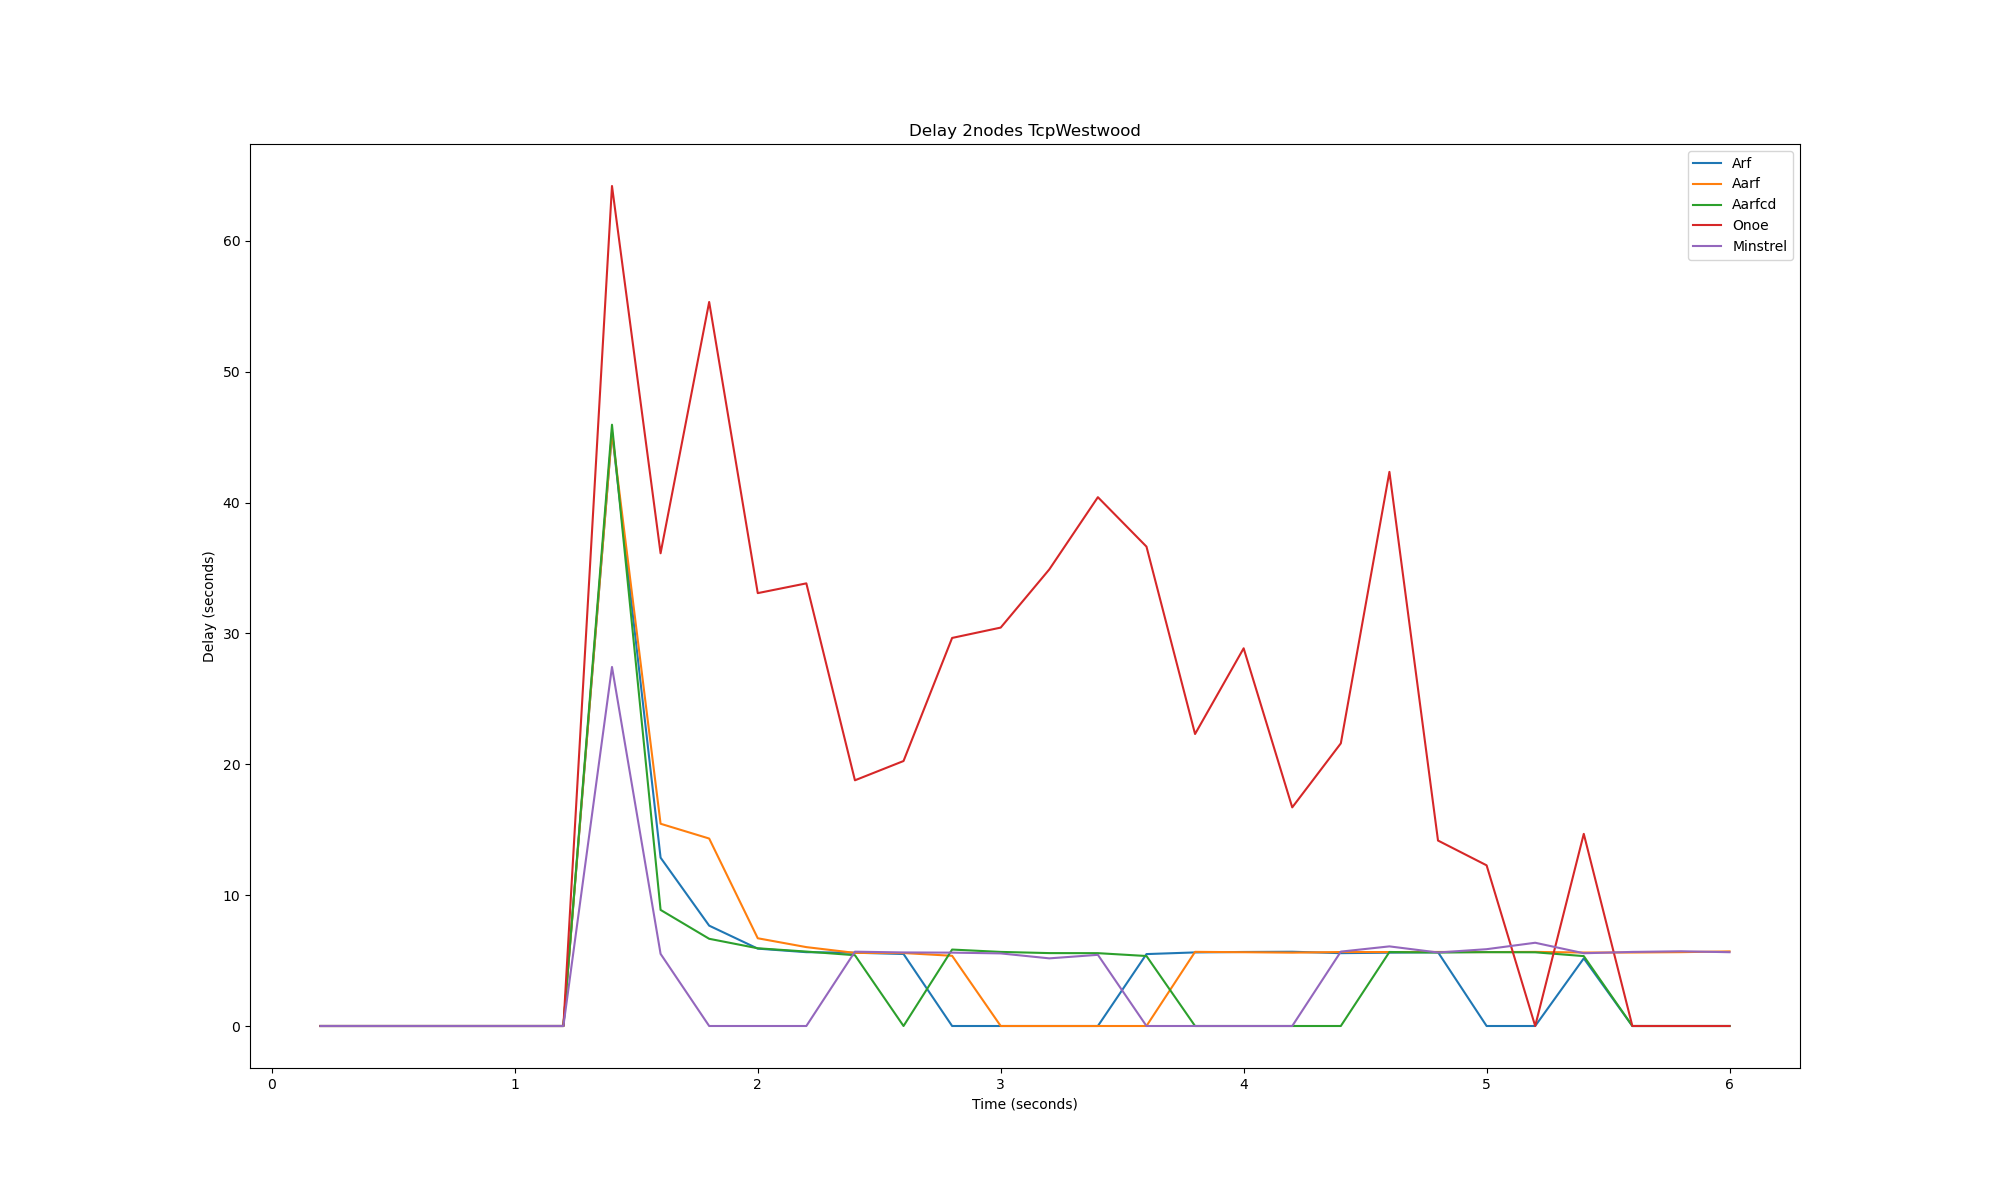 Delay 2nodes TcpWestwood
Arf
Aarf
Aarfcd
Onoe
Minstrel
60
50
40
30
20
10
0
Delay (seconds)
0 1 2 3 4 5 6
Time (seconds)